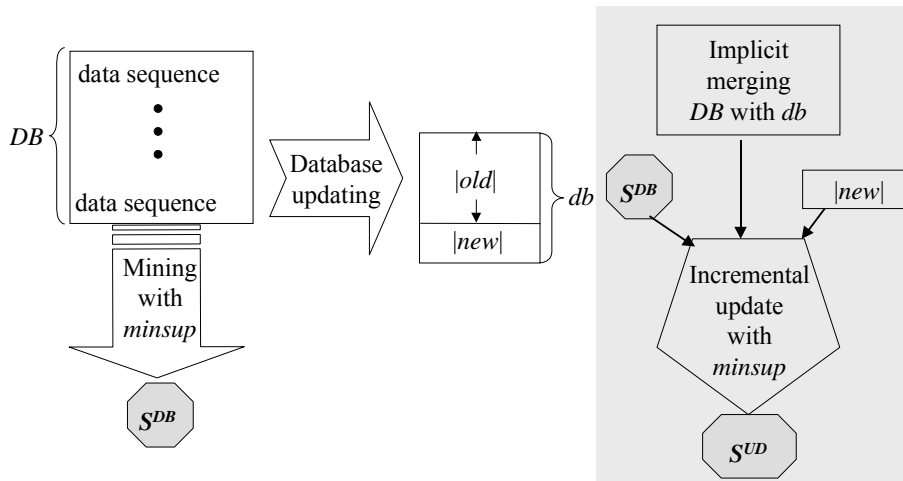 DB
data sequence
data sequence
Mining
with
minsup
S^DB
Database
updating
|old|
|new|
db
Implicit
merging
DB with db
S^DB
|new|
Incremental
update
with
minsup
S^UD